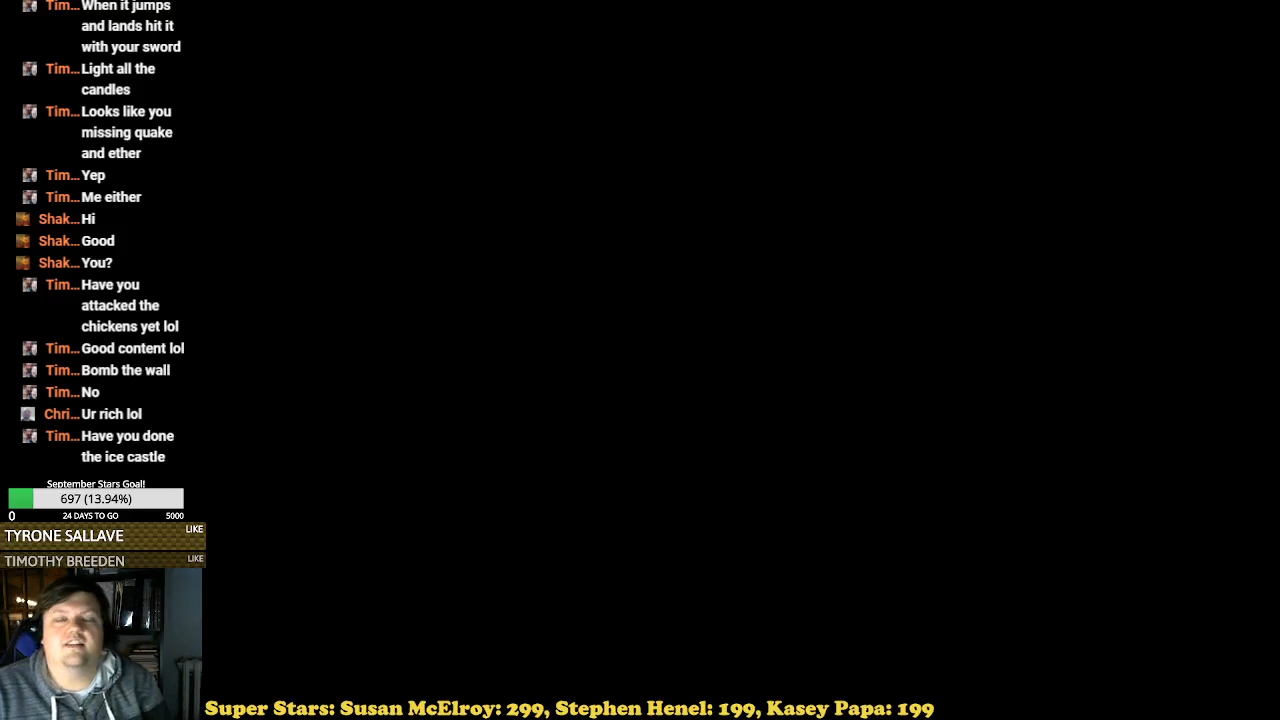 Tim... When it jumps
and lands hit it
with your sword
Tim... Light all the
candles
Tim... Looks like you
missing quake
and ether
Tim... Yep
Tim... Me either
Shak... Hi
Shak... Good
Shak... You?
Tim... Have you
attacked the
chickens yet lol
Tim... Good content lol
Tim... Bomb the wall
Tim... No
Chri... Ur rich lol
Tim... Have you done
the ice castle
September Stars Goal!
697 (13.94%)
0 24 DAYS TO GO 5000
TYRONE SALLAVE LIKE
TIMOTHY BREEDEN LIKE
Super Stars: Susan McElroy: 299, Stephen Henel: 199, Kasey Papa: 199